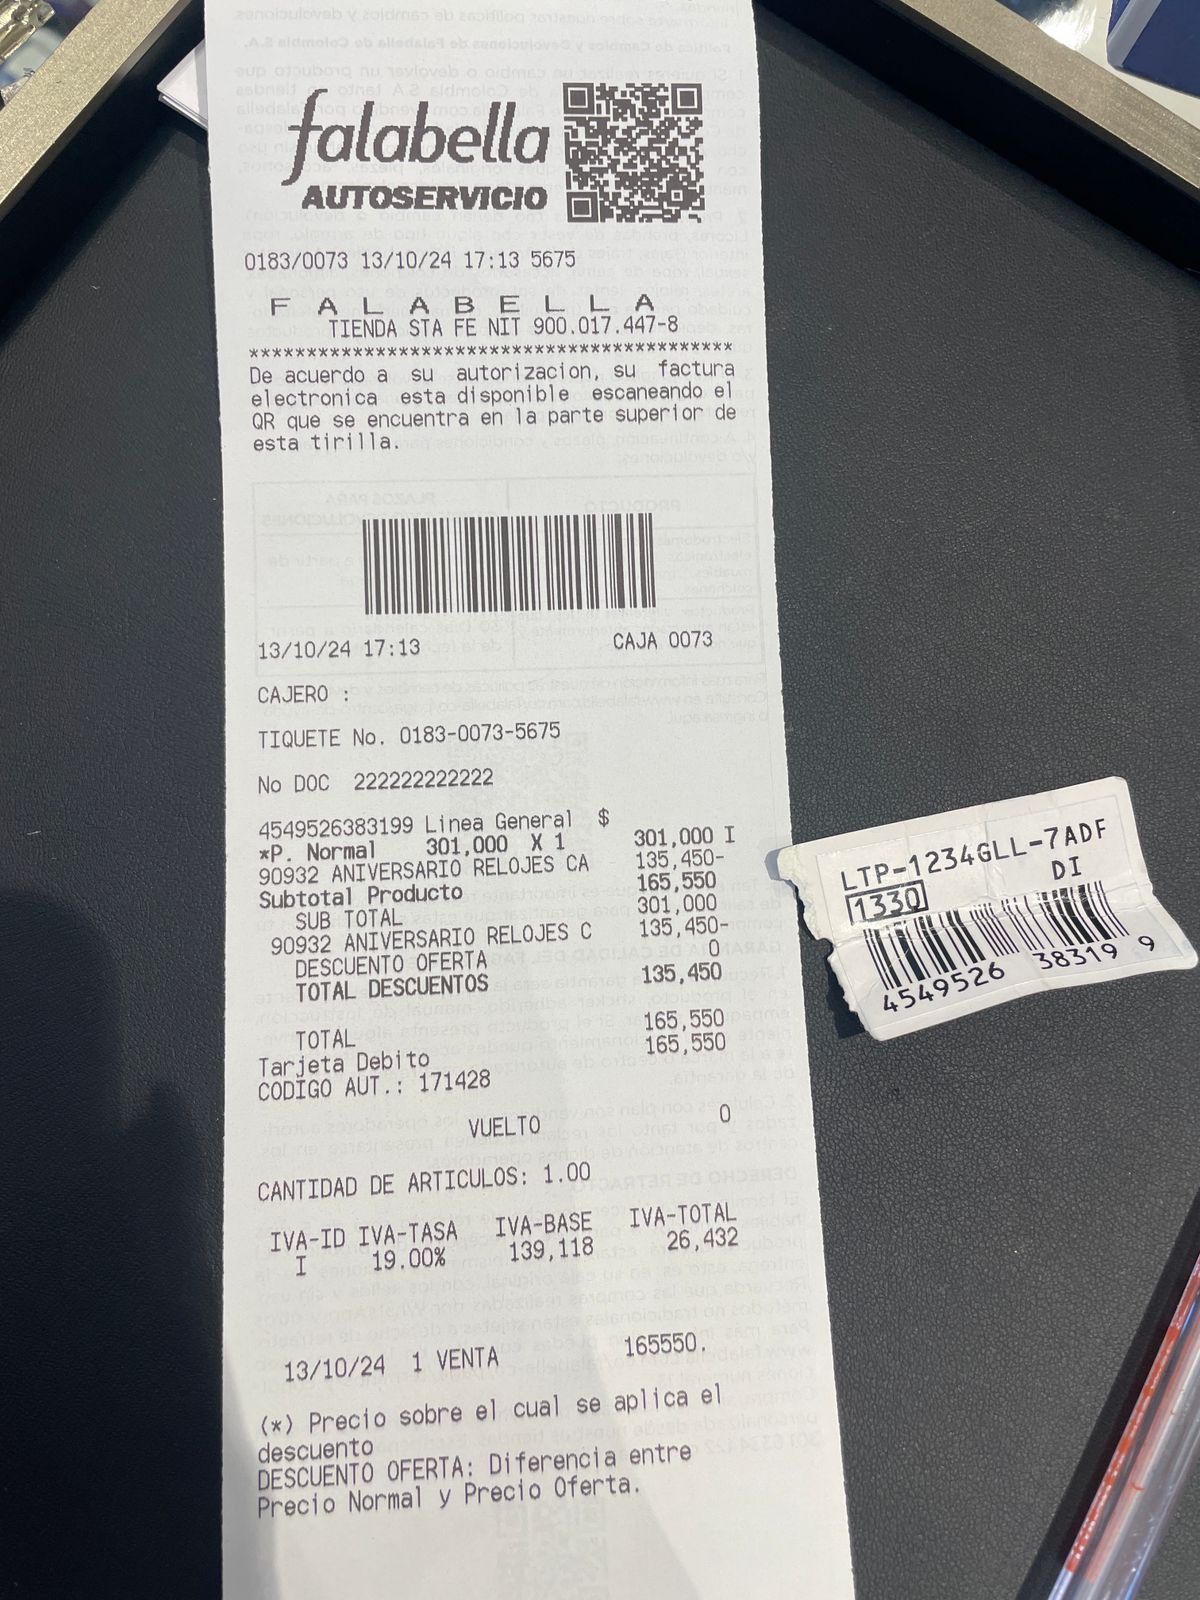 falabella
AUTOSERVICIO
0183/0073 13/10/24 17:13 5675
F A L A B E L L A
TIENDA STA FE NIT 900.017.447-8
******************************************
De acuerdo a su autorizacion, su factura
electronica esta disponible escaneando el
QR que se encuentra en la parte superior de
esta tirilla.
13/10/24 17:13 CAJA 0073
CAJERO :
TIQUETE No. 0183-0073-5675
No DOC 222222222222
4549526383199 Linea General $
*P. Normal 301,000 X 1 301,000 I
90932 ANIVERSARIO RELOJES CA 135,450-
Subtotal Producto 165,550
SUB TOTAL 301,000
90932 ANIVERSARIO RELOJES C 135,450-
DESCUENTO OFERTA 0
TOTAL DESCUENTOS 135,450
TOTAL 165,550
Tarjeta Debito 165,550
CODIGO AUT.: 171428
VUELTO 0
CANTIDAD DE ARTICULOS: 1.00
IVA-ID IVA-TASA IVA-BASE IVA-TOTAL
I 19.00% 139,118 26,432
13/10/24 1 VENTA 165550.
(*) Precio sobre el cual se aplica el
descuento
DESCUENTO OFERTA: Diferencia entre
Precio Normal y Precio Oferta.
LTP-1234GLL-7ADF
1330 DI
4549526 38319 9